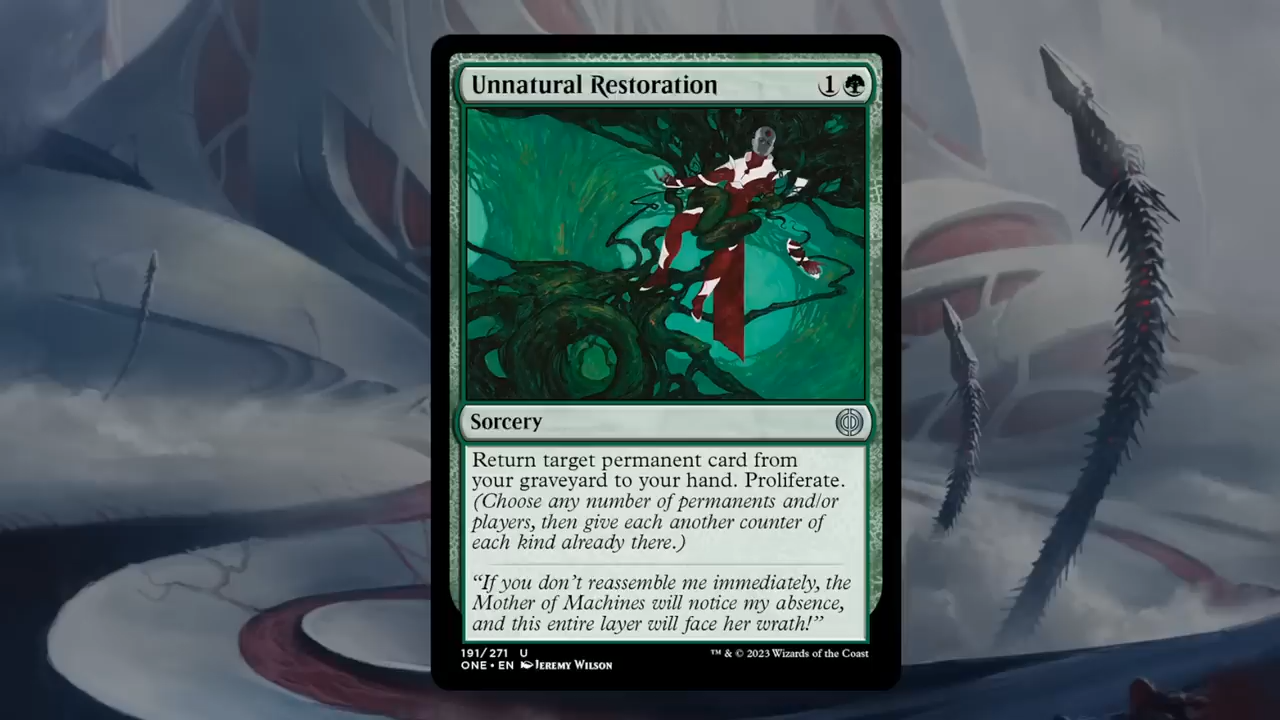 Unnatural Restoration 1
Sorcery
Return target permanent card from
your graveyard to your hand. Proliferate.
(Choose any number of permanents and/or
players, then give each another counter of
each kind already there.)
“If you don’t reassemble me immediately, the
Mother of Machines will notice my absence,
and this entire layer will face her wrath!”
191/271 U
ONE • EN Jeremy Wilson
™ & © 2023 Wizards of the Coast